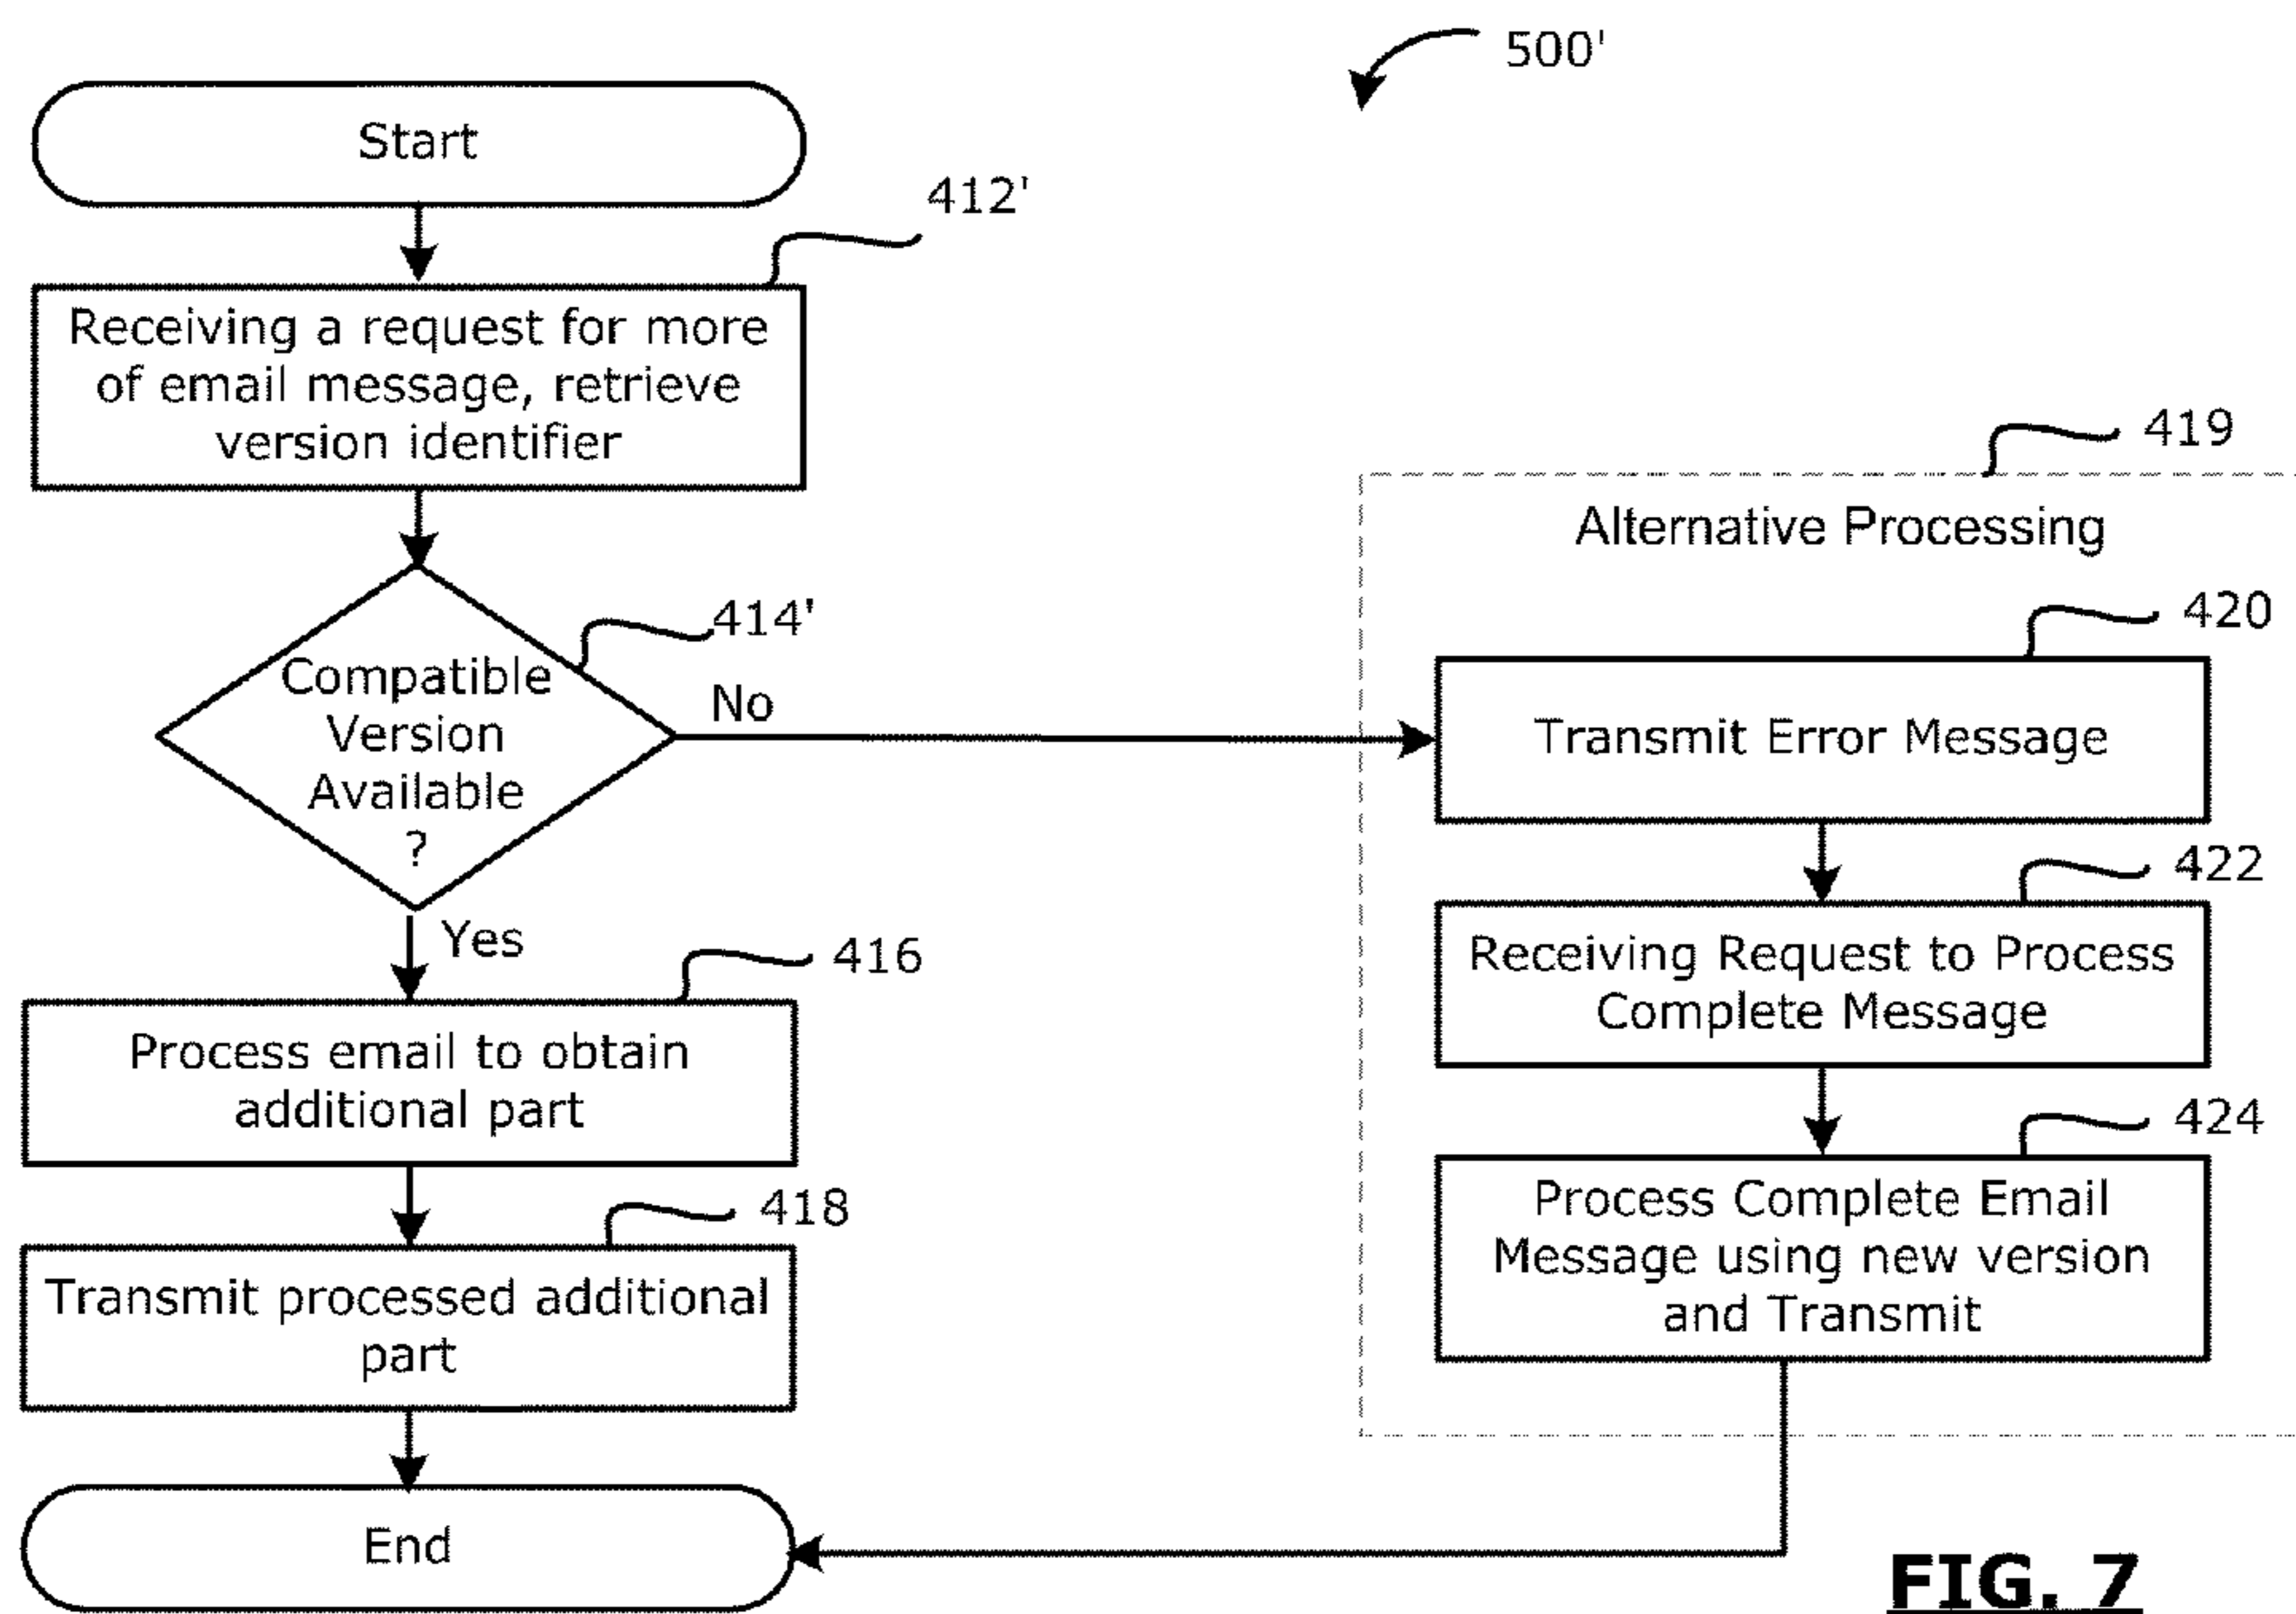 500'
Start
412'
Receiving a request for more
of email message, retrieve
version identifier
414'
Compatible
Version
Available
?
No
Yes
416
Process email to obtain
additional part
418
Transmit processed additional
part
End
419
Alternative Processing
420
Transmit Error Message
422
Receiving Request to Process
Complete Message
424
Process Complete Email
Message using new version
and Transmit
FIG. 7